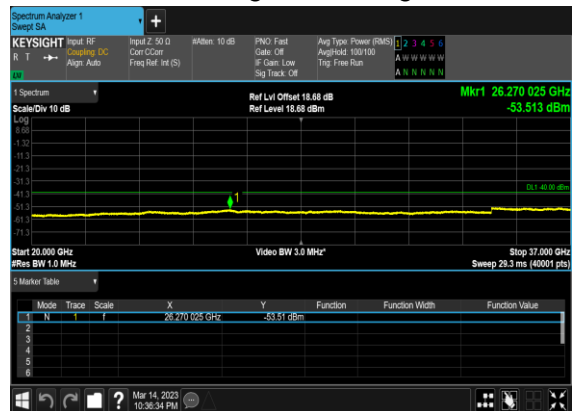 Spectrum Analyzer 1
Swept SA
+
KEYSIGHT Input: RF Input Z: 50 Ω #Atten: 10 dB PNO: Fast Avg Type: Power (RMS) 1 2 3 4 5 6
R T Coupling: DC Corr CCorr Gate: Off Avg|Hold: 100/100 A W W W W W
Align: Auto Freq Ref: Int (S) IF Gain: Low Trig: Free Run
Sig Track: Off A N N N N N
1 Spectrum
Scale/Div 10 dB
Ref Lvl Offset 18.68 dB
Ref Level 18.68 dBm
Mkr1 26.270 025 GHz
-53.513 dBm
Log
8.68
-1.32
-11.3
-21.3
-31.3
-41.3
DL1 -40.00 dBm
1
-51.3
-61.3
-71.3
Start 20.000 GHz Video BW 3.0 MHz* Stop 37.000 GHz
#Res BW 1.0 MHz Sweep 29.3 ms (40001 pts)
5 Marker Table
Mode Trace Scale X Y Function Function Width Function Value
1 N 1 f 26.270 025 GHz -53.51 dBm
2
3
4
5
6
? Mar 14, 2023
10:36:34 PM